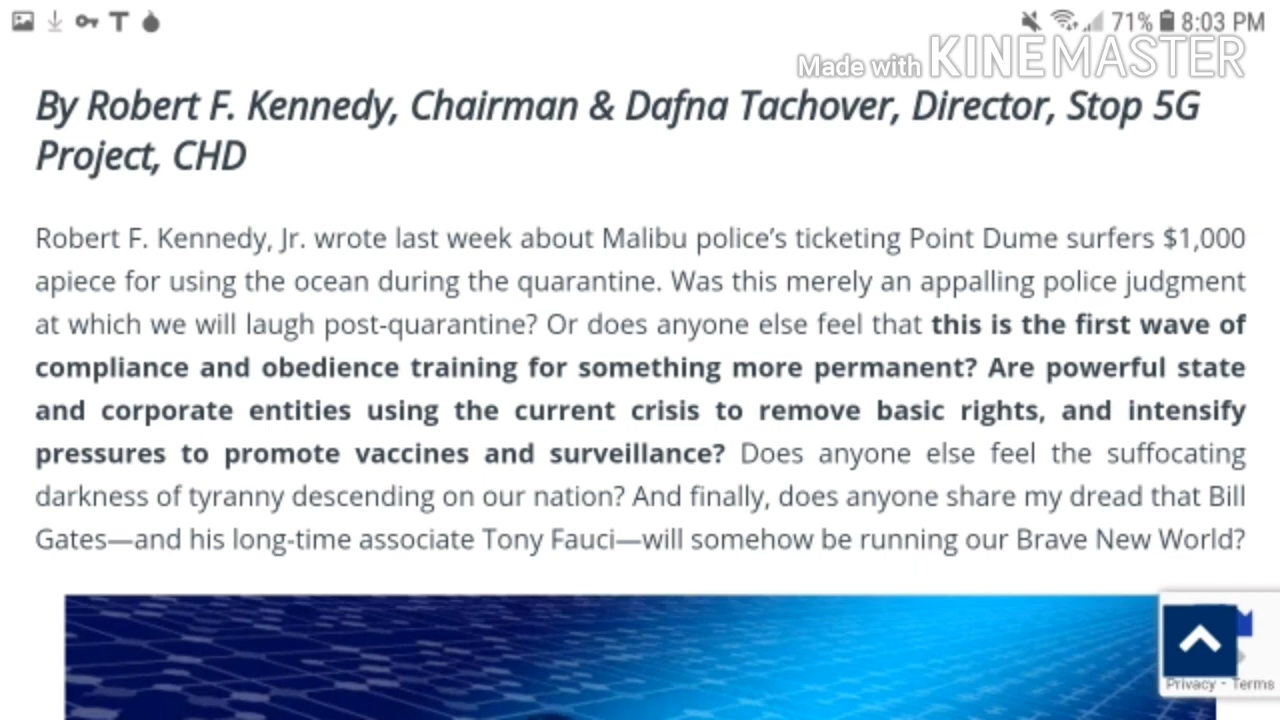 T 71% 8:03 PM
Made with KINEMASTER
By Robert F. Kennedy, Chairman & Dafna Tachover, Director, Stop 5G
Project, CHD
Robert F. Kennedy, Jr. wrote last week about Malibu police’s ticketing Point Dume surfers $1,000
apiece for using the ocean during the quarantine. Was this merely an appalling police judgment
at which we will laugh post-quarantine? Or does anyone else feel that this is the first wave of
compliance and obedience training for something more permanent? Are powerful state
and corporate entities using the current crisis to remove basic rights, and intensify
pressures to promote vaccines and surveillance? Does anyone else feel the suffocating
darkness of tyranny descending on our nation? And finally, does anyone share my dread that Bill
Gates—and his long-time associate Tony Fauci—will somehow be running our Brave New World?
Privacy - Terms